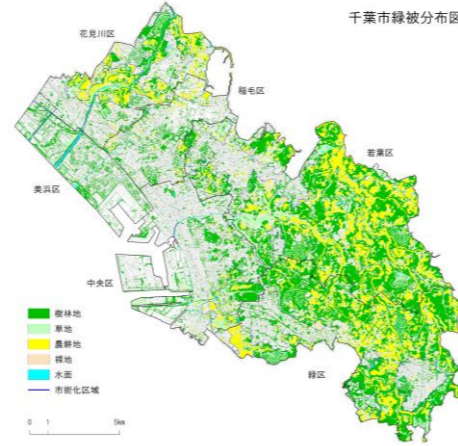 千葉市緑被分布図
花見川区
稲毛区
若葉区
美浜区
中央区
緑区
樹林地
草地
農耕地
裸地
水面
市街化区域
0 1 5km